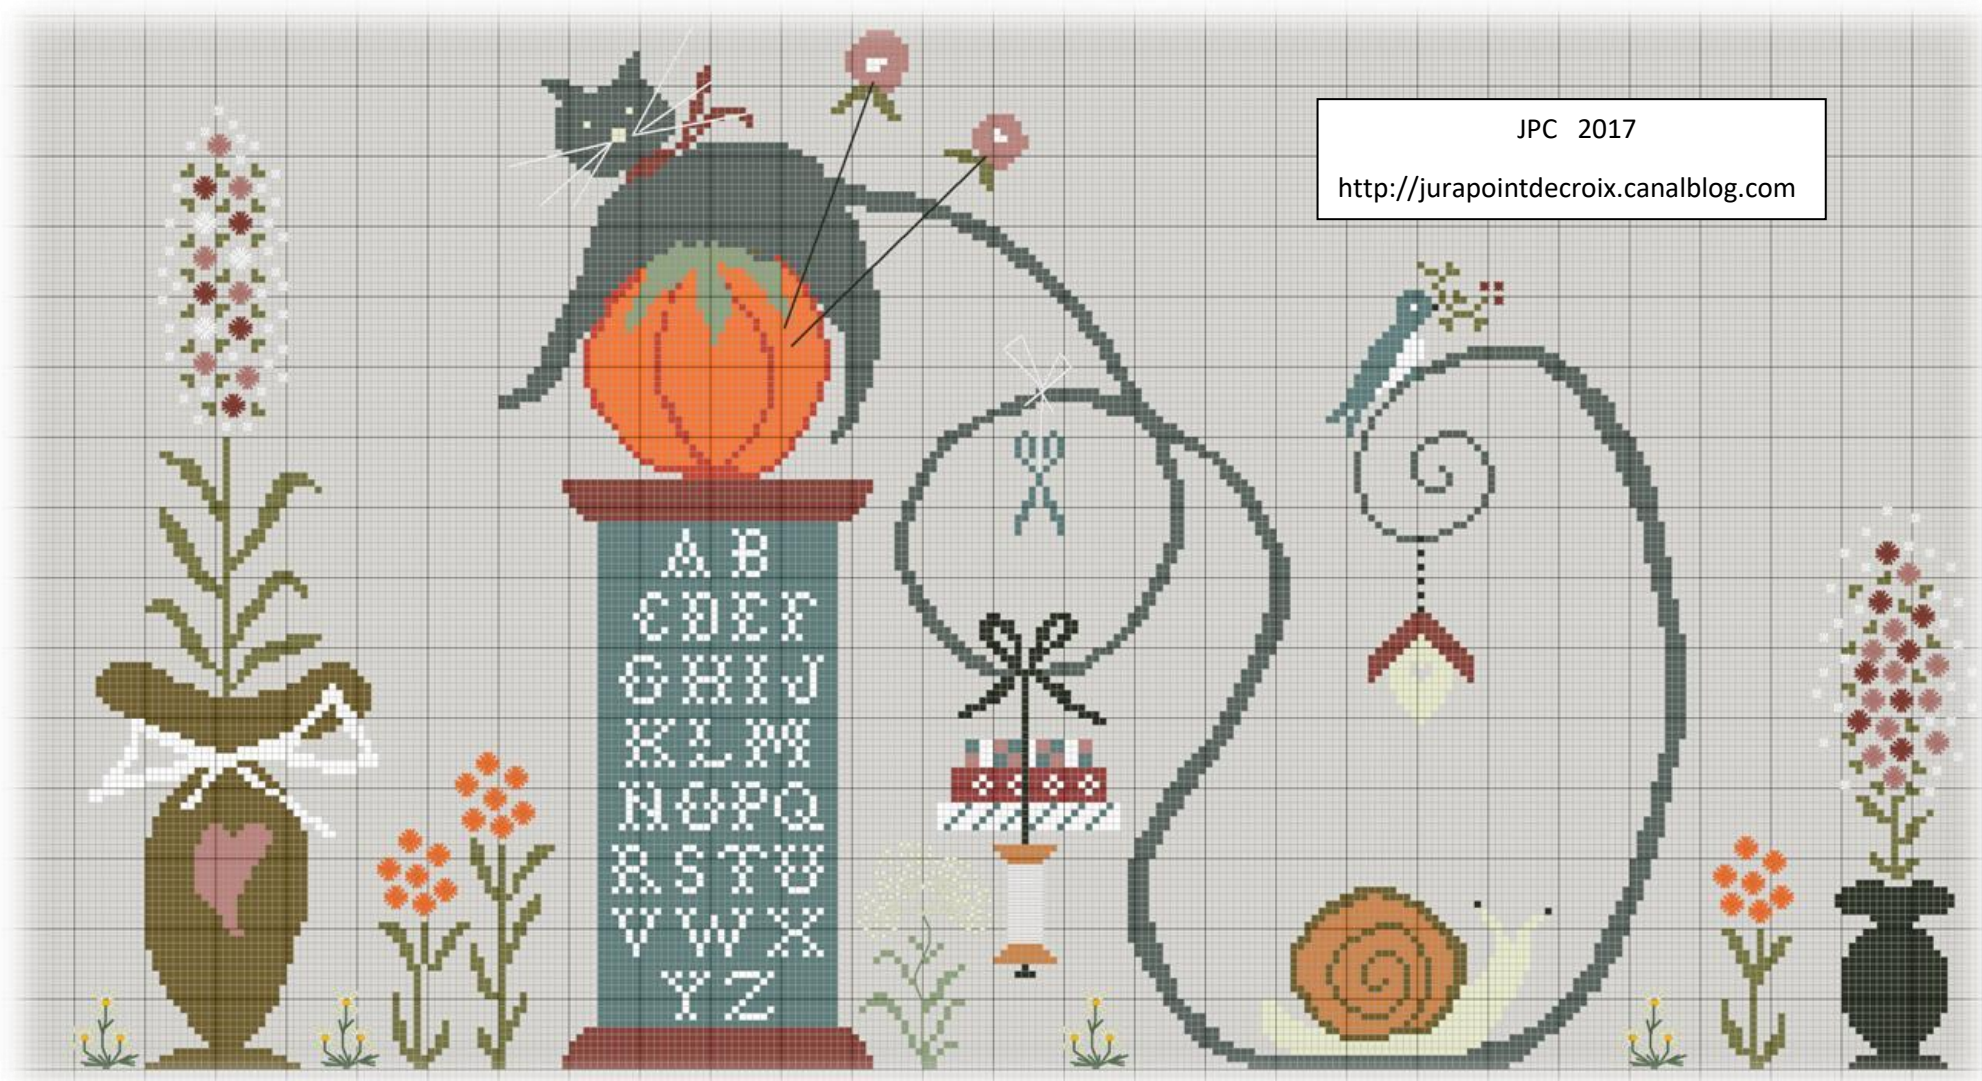 JPC 2017
http://jurapointdecroix.canalblog.com
A B
C D E F
G H I J
K L M
N O P Q
R S T U
V W X
Y Z